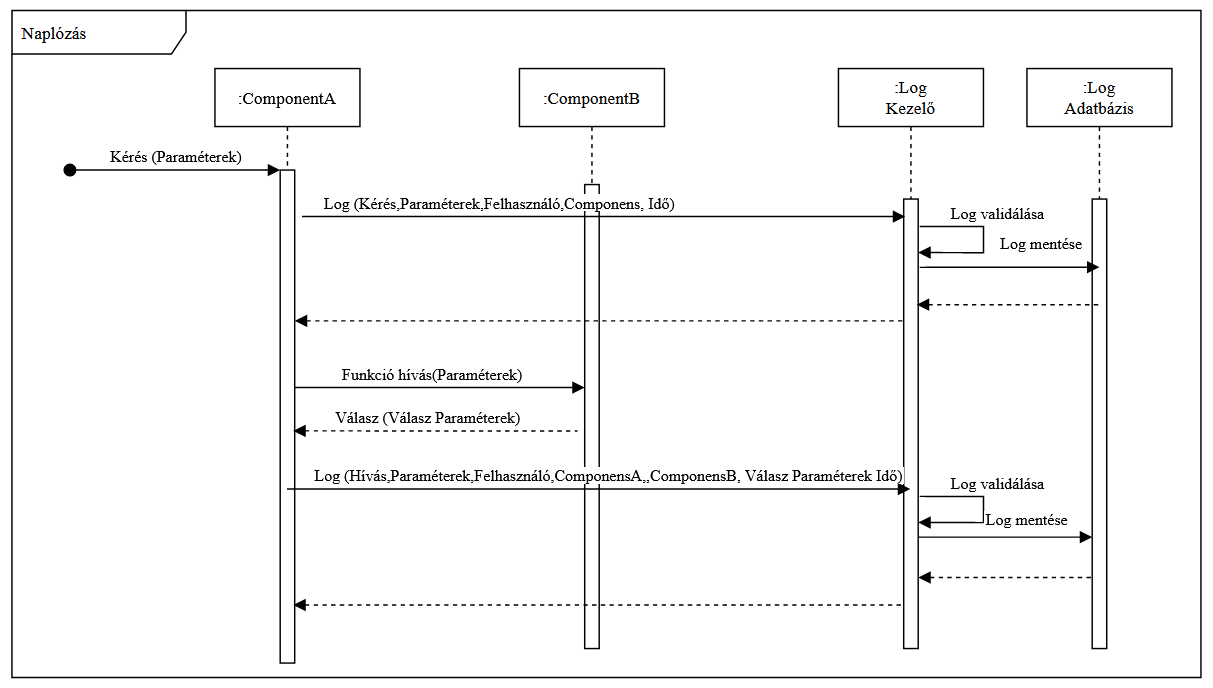 Naplózás
:ComponentA
:ComponentB
:Log
Kezelő
:Log
Adatbázis
Kérés (Paraméterek)
Log (Kérés,Paraméterek,Felhasználó,Componens, Idő)
Log validálása
Log mentése
Funkció hívás(Paraméterek)
Válasz (Válasz Paraméterek)
Log (Hívás,Paraméterek,Felhasználó,ComponensA,,ComponensB, Válasz Paraméterek Idő)
Log validálása
Log mentése